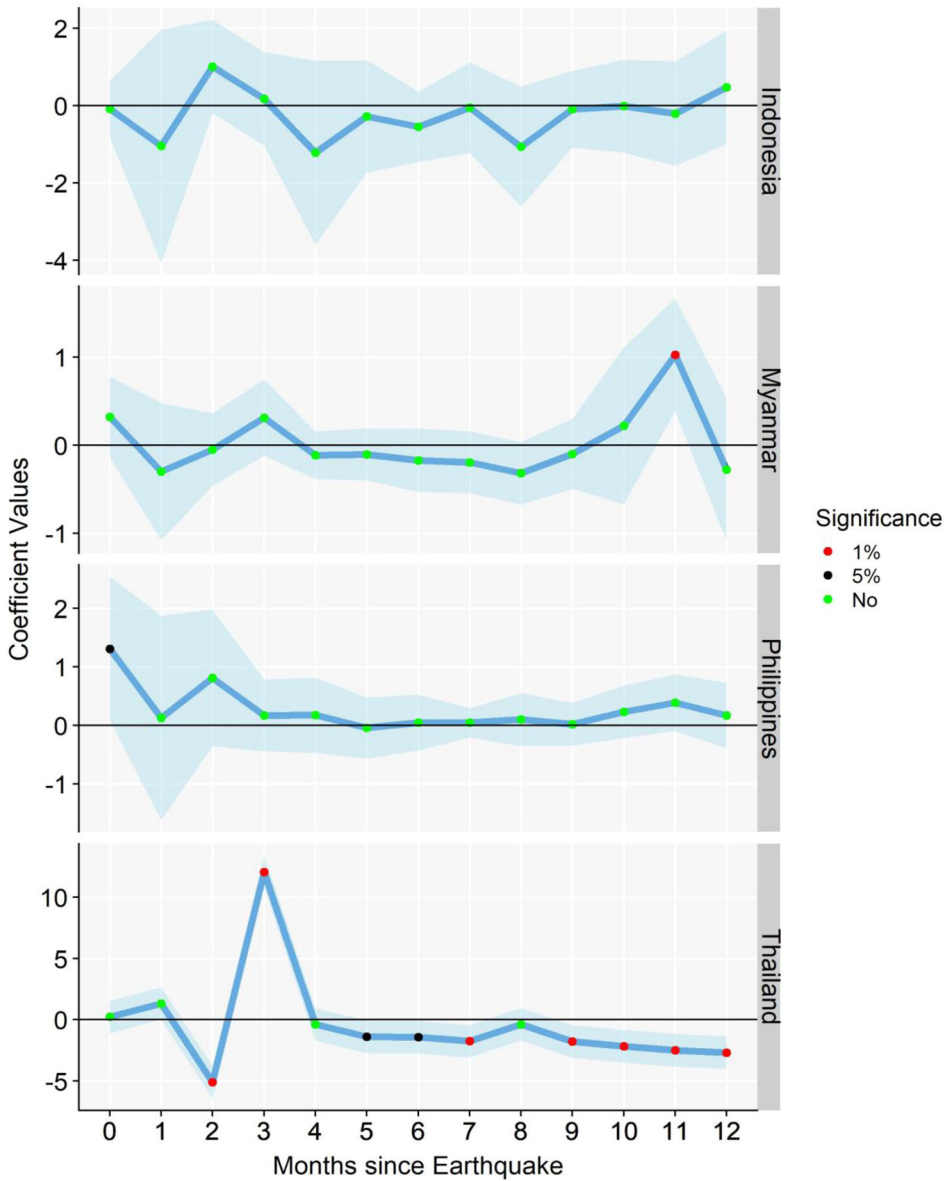 2
0
-2
-4
Indonesia
1
0
-1
Myanmar
2
1
0
-1
Philippines
10
5
0
-5
Thailand
0 1 2 3 4 5 6 7 8 9 10 11 12
Months since Earthquake
Coefficient Values
Significance
1%
5%
No